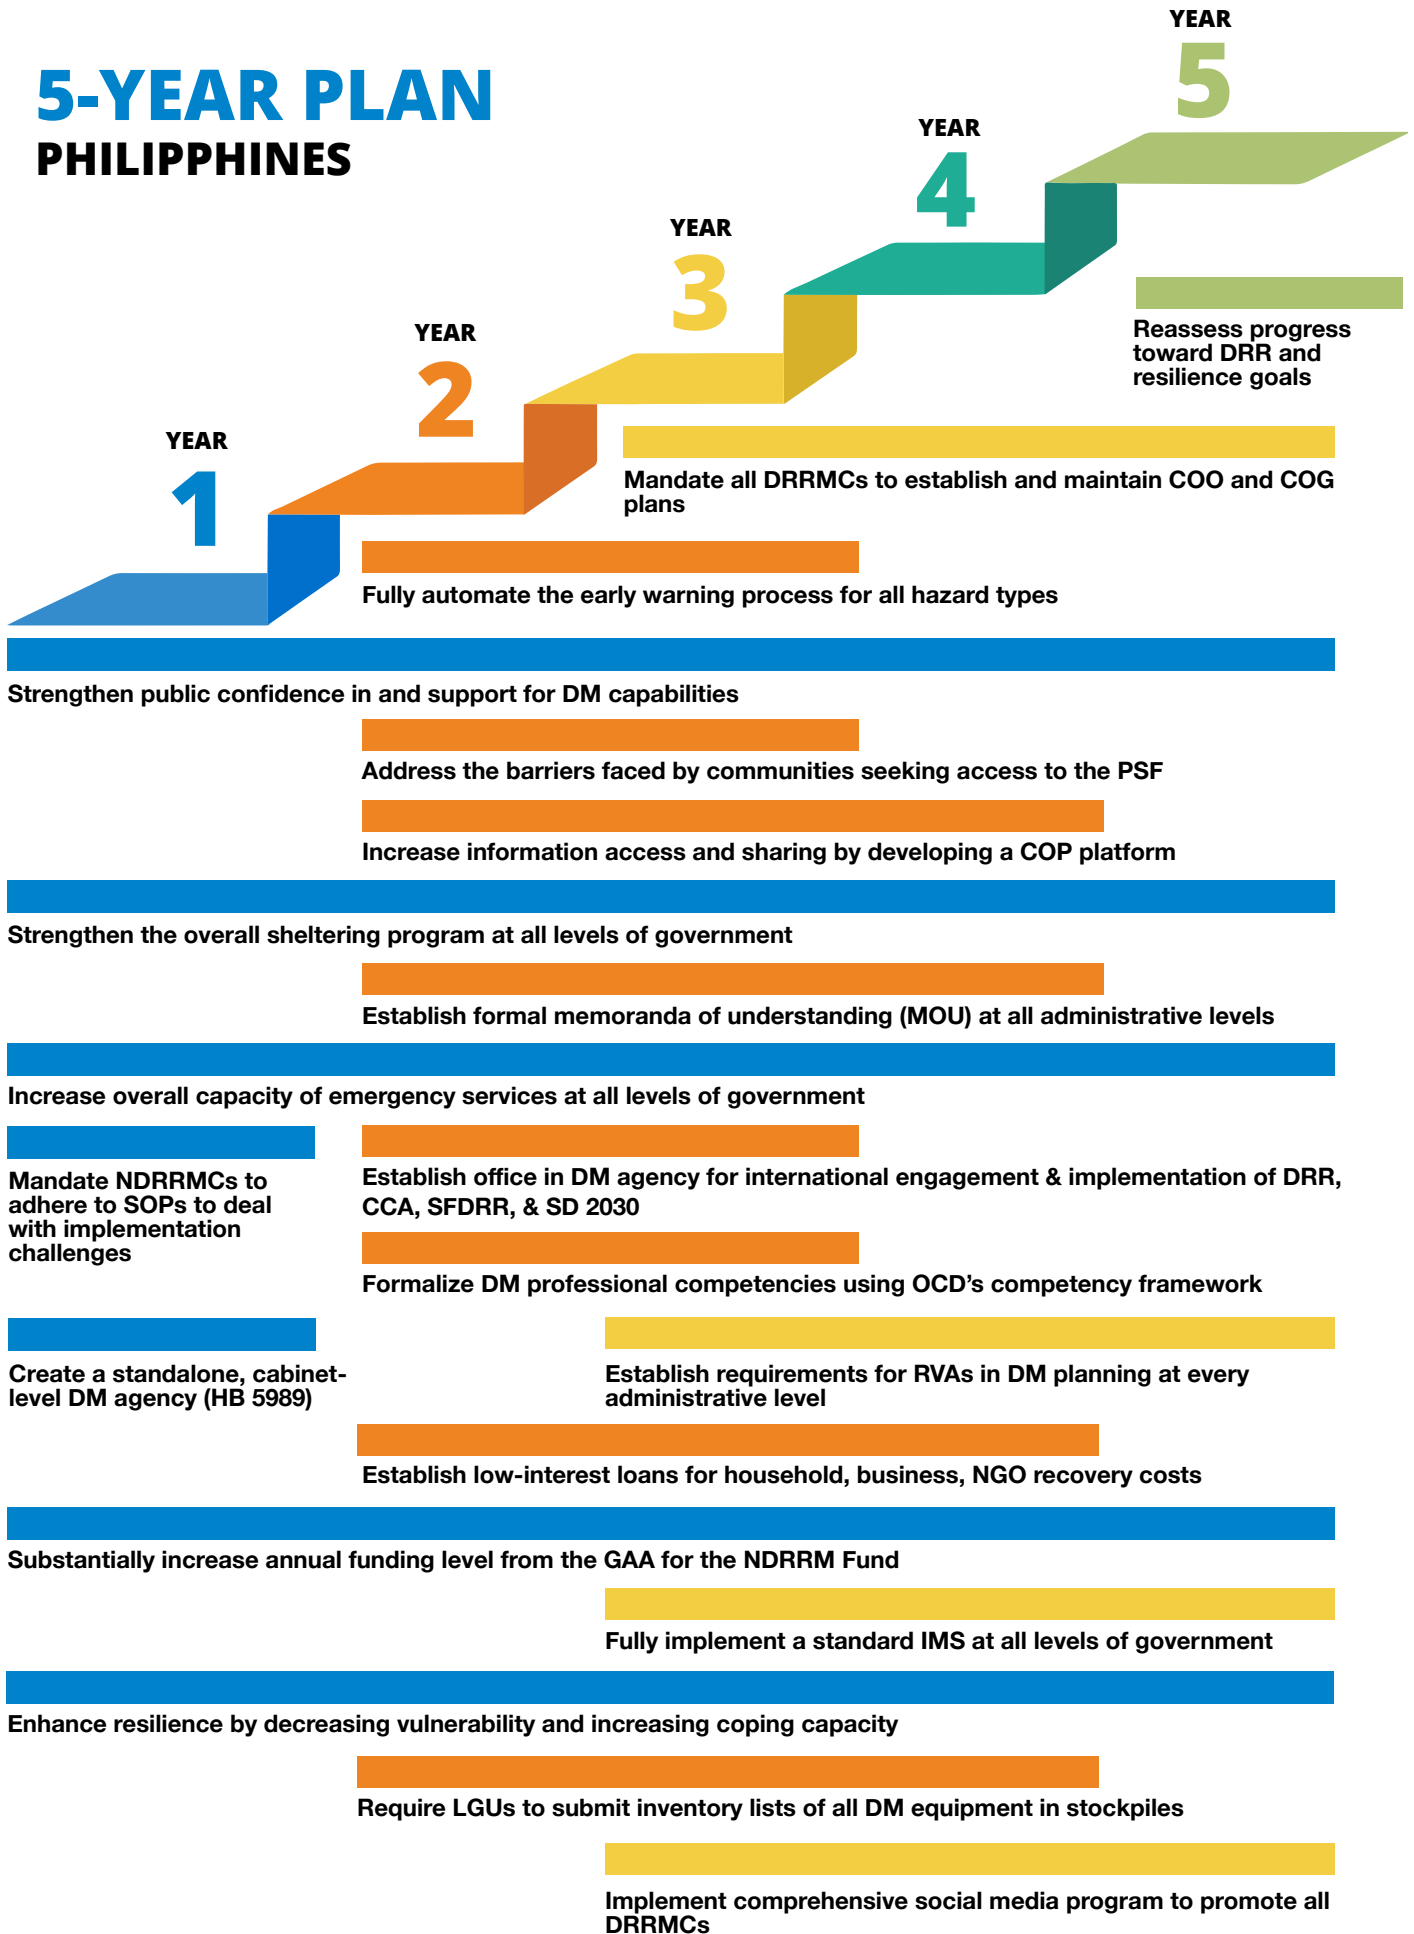 5-YEAR PLAN
PHILIPPHINES
YEAR
5
YEAR
4
YEAR
3
YEAR
2
YEAR
1
Reassess progress
toward DRR and
resilience goals
Mandate all DRRMCs to establish and maintain COO and COG
plans
Fully automate the early warning process for all hazard types
Strengthen public confidence in and support for DM capabilities
Address the barriers faced by communities seeking access to the PSF
Increase information access and sharing by developing a COP platform
Strengthen the overall sheltering program at all levels of government
Establish formal memoranda of understanding (MOU) at all administrative levels
Increase overall capacity of emergency services at all levels of government
Mandate NDRRMCs to
adhere to SOPs to deal
with implementation
challenges
Establish office in DM agency for international engagement & implementation of DRR,
CCA, SFDRR, & SD 2030
Formalize DM professional competencies using OCD’s competency framework
Create a standalone, cabinet-
level DM agency (HB 5989)
Establish requirements for RVAs in DM planning at every
administrative level
Establish low-interest loans for household, business, NGO recovery costs
Substantially increase annual funding level from the GAA for the NDRRM Fund
Fully implement a standard IMS at all levels of government
Enhance resilience by decreasing vulnerability and increasing coping capacity
Require LGUs to submit inventory lists of all DM equipment in stockpiles
Implement comprehensive social media program to promote all
DRRMCs